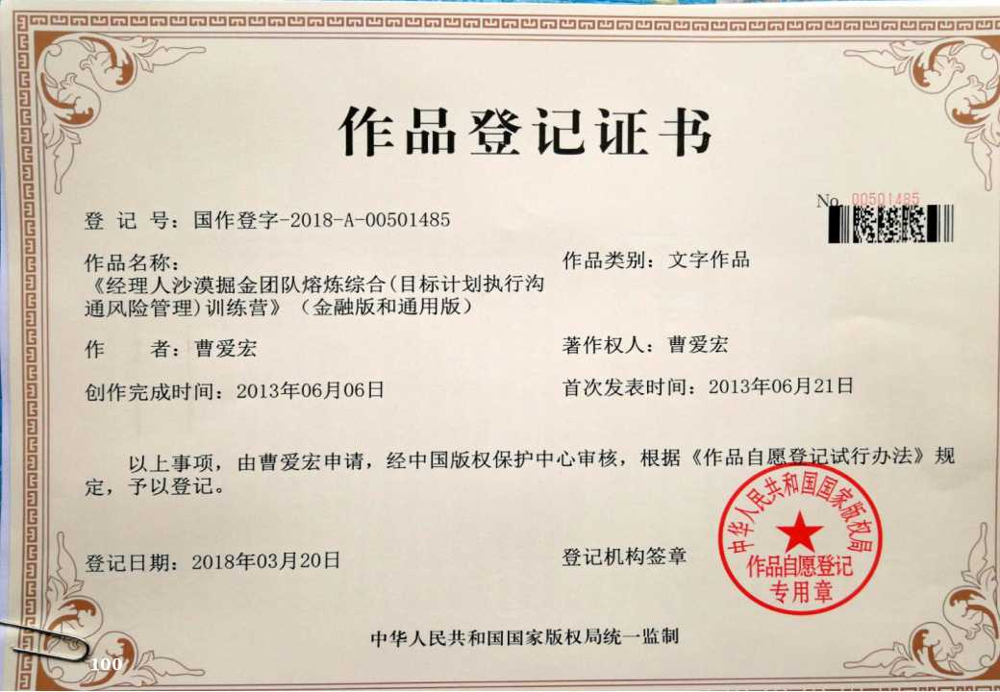 作品登记证书
No. 00501485
登 记 号：国作登字-2018-A-00501485
作品名称：
作品类别：文字作品
《经理人沙漠掘金团队熔炼综合(目标计划执行沟
通风险管理)训练营》（金融版和通用版）
作 者：曹爱宏
著作权人：曹爱宏
创作完成时间：2013年06月06日
首次发表时间：2013年06月21日
以上事项，由曹爱宏申请，经中国版权保护中心审核，根据《作品自愿登记试行办法》规
定，予以登记。
登记日期：2018年03月20日
登记机构签章
中华人民共和国国家版权局
作品自愿登记
专用章
中华人民共和国国家版权局统一监制
100